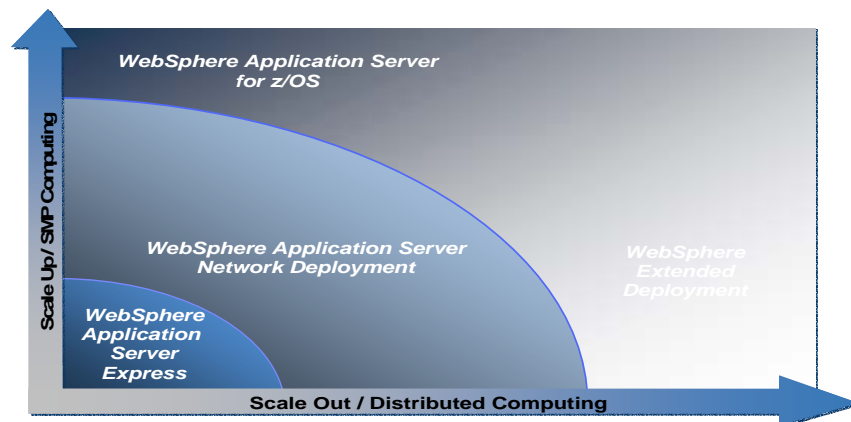 WebSphere Application Server
for z/OS
Scale Up / SMP Computing
WebSphere Application Server
Network Deployment
WebSphere
Extended
Deployment
WebSphere
Application
Server
Express
Scale Out / Distributed Computing